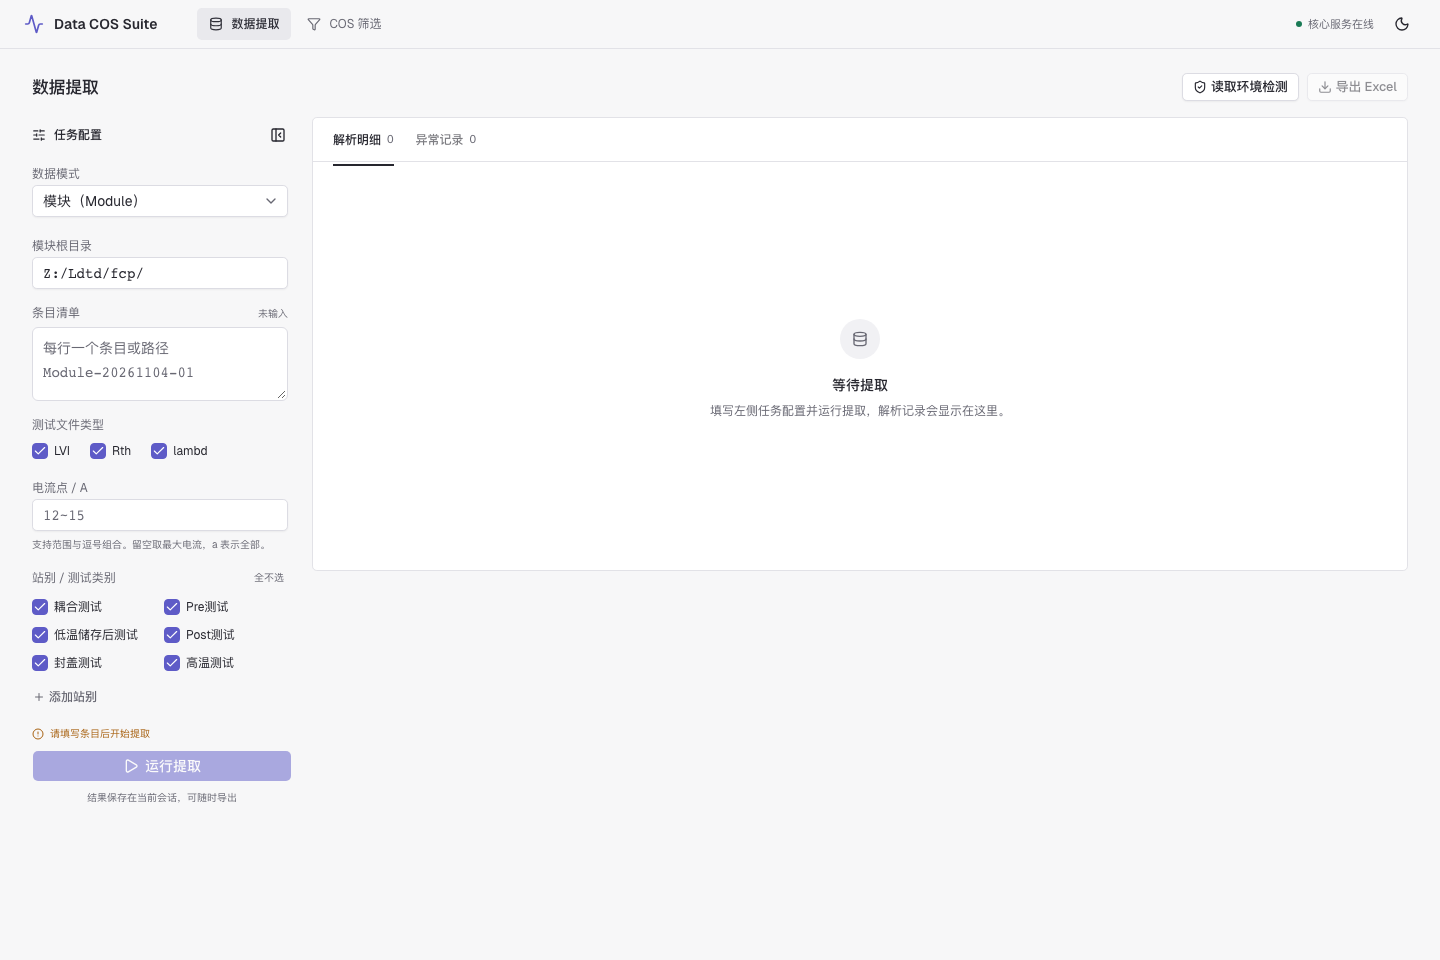 Data COS Suite
数据提取
COS 筛选
核心服务在线
数据提取
读取环境检测
导出 Excel
任务配置
数据模式
模块（Module）
模块根目录
Z:/Ldtd/fcp/
条目清单
未输入
每行一个条目或路径
Module-20261104-01
测试文件类型
LVI
Rth
lambd
电流点 / A
12~15
支持范围与逗号组合。留空取最大电流，a 表示全部。
站别 / 测试类别
全不选
耦合测试
Pre测试
低温储存后测试
Post测试
封盖测试
高温测试
添加站别
请填写条目后开始提取
运行提取
结果保存在当前会话，可随时导出
解析明细 0
异常记录 0
等待提取
填写左侧任务配置并运行提取，解析记录会显示在这里。